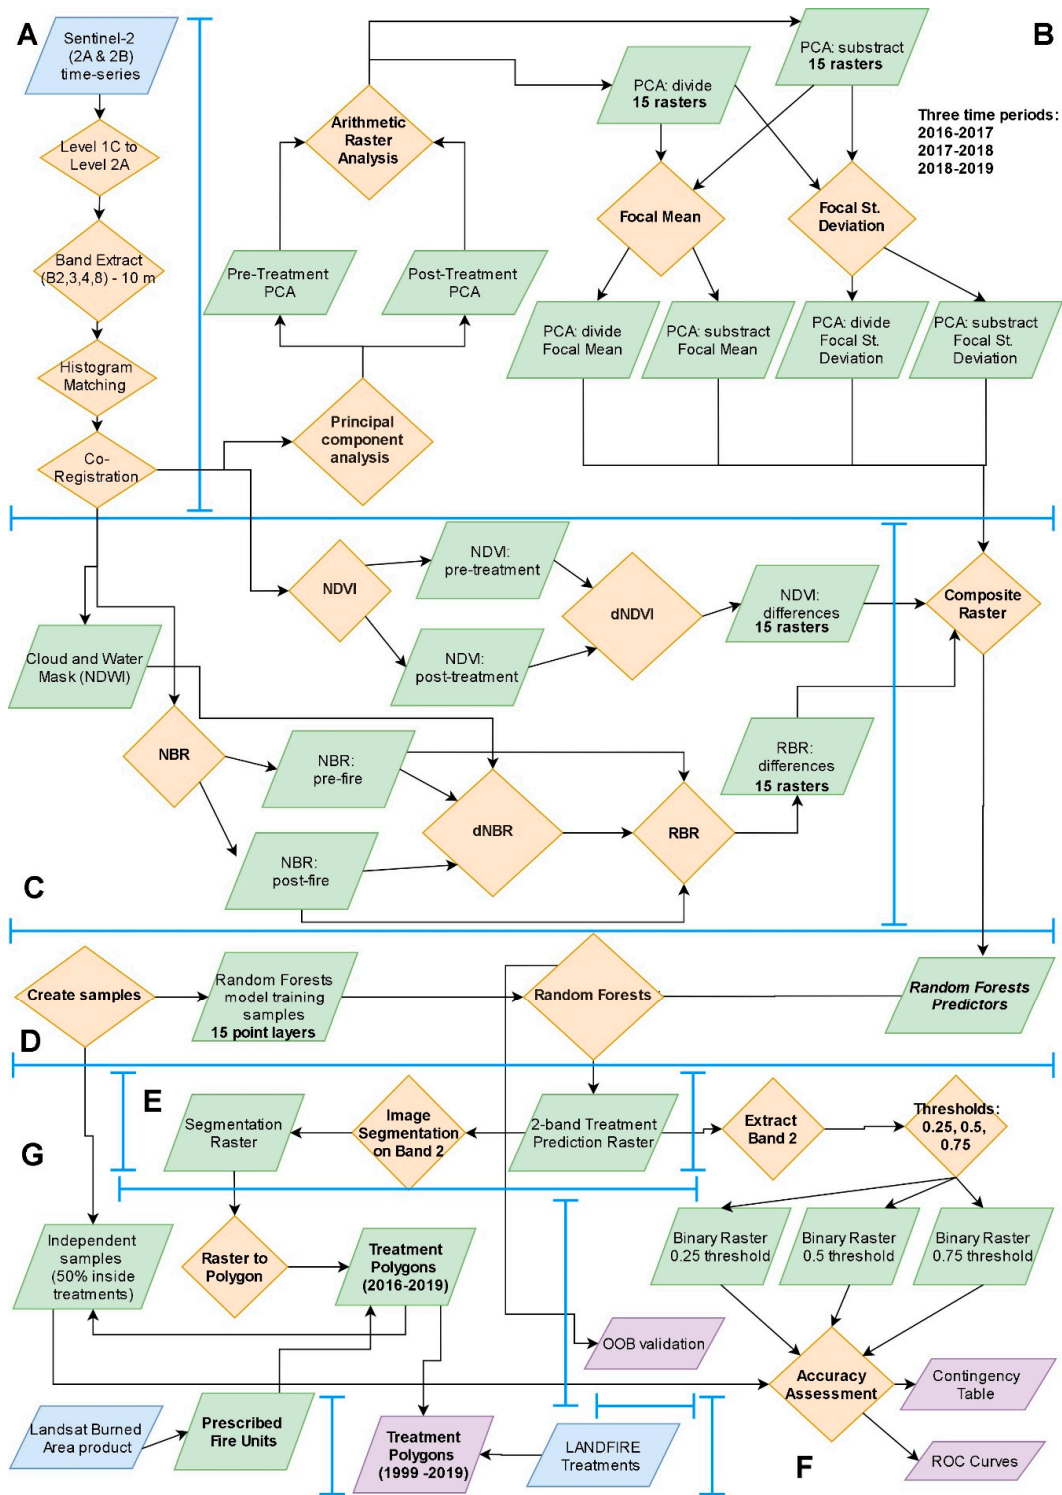 A
Sentinel-2
(2A & 2B)
time-series
Level 1C to
Level 2A
Band Extract
(B2,3,4,8) - 10 m
Histogram
Matching
Co-
Registration
B
PCA: substract
15 rasters
PCA: divide
15 rasters
Three time periods:
2016-2017
2017-2018
2018-2019
Arithmetic
Raster
Analysis
Focal Mean
Focal St.
Deviation
Pre-Treatment
PCA
Post-Treatment
PCA
PCA: divide
Focal Mean
PCA: substract
Focal Mean
PCA: divide
Focal St.
Deviation
PCA: substract
Focal St.
Deviation
Principal
component
analysis
NDVI
NDVI:
pre-treatment
NDVI:
post-treatment
dNDVI
NDVI:
differences
15 rasters
Composite
Raster
Cloud and Water
Mask (NDWI)
NBR
NBR:
pre-fire
NBR:
post-fire
dNBR
RBR
RBR:
differences
15 rasters
C
Create samples
Random Forests
model training
samples
15 point layers
Random Forests
Random Forests
Predictors
D
E
Segmentation
Raster
Image
Segmentation
on Band 2
2-band Treatment
Prediction Raster
Extract
Band 2
Thresholds:
0.25, 0.5,
0.75
G
Independent
samples
(50% inside
treatments)
Raster to
Polygon
Treatment
Polygons
(2016-2019)
Binary Raster
0.25 threshold
Binary Raster
0.5 threshold
Binary Raster
0.75 threshold
OOB validation
Accuracy
Assessment
Contingency
Table
ROC Curves
F
Landsat Burned
Area product
Prescribed
Fire Units
Treatment
Polygons
(1999 -2019)
LANDFIRE
Treatments